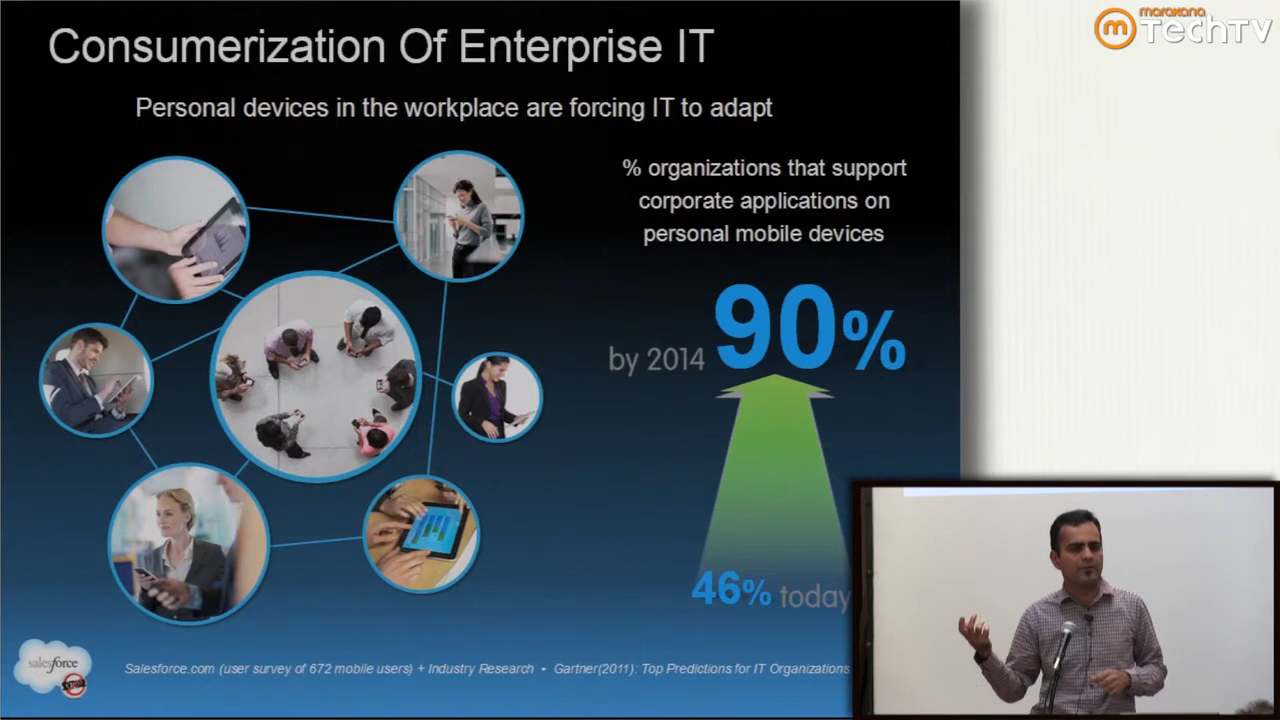 Consumerization Of Enterprise IT
Personal devices in the workplace are forcing IT to adapt
% organizations that support
corporate applications on
personal mobile devices
by 2014 90%
46% today
salesforce
Salesforce.com (user survey of 672 mobile users) + Industry Research • Gartner(2011): Top Predictions for IT Organizations
marakana
TechTV